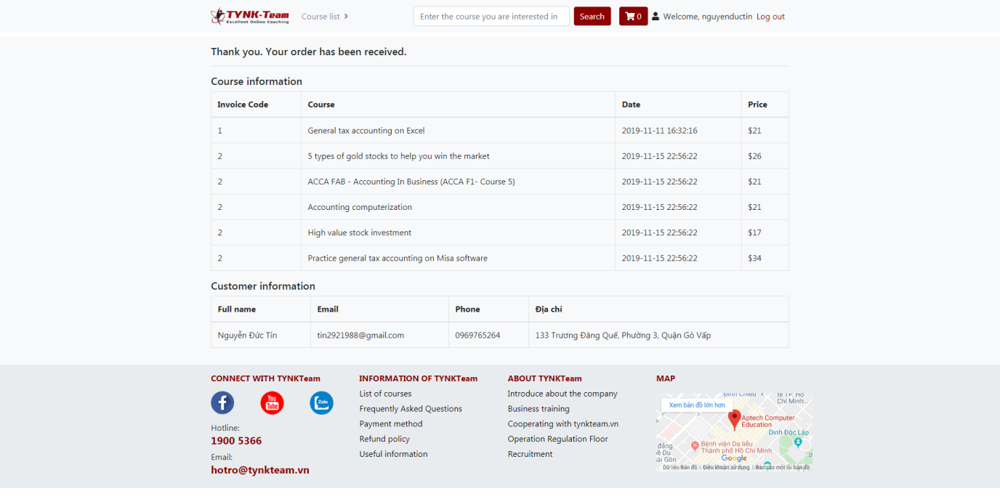 TYNK-Team
Excellent Online Coaching
Course list
Enter the course you are interested in
Search
0
Welcome, nguyenductin
Log out
Thank you. Your order has been received.
Course information
Invoice Code Course Date Price
1 General tax accounting on Excel 2019-11-11 16:32:16 $21
2 5 types of gold stocks to help you win the market 2019-11-15 22:56:22 $26
2 ACCA FAB - Accounting In Business (ACCA F1- Course 5) 2019-11-15 22:56:22 $21
2 Accounting computerization 2019-11-15 22:56:22 $21
2 High value stock investment 2019-11-15 22:56:22 $17
2 Practice general tax accounting on Misa software 2019-11-15 22:56:22 $34
Customer information
Full name Email Phone Địa chỉ
Nguyễn Đức Tín tin2921988@gmail.com 0969765264 133 Trương Đăng Quế, Phường 3, Quận Gò Vấp
CONNECT WITH TYNKTeam
f
You
Tube
Zalo
Hotline:
1900 5366
Email:
hotro@tynkteam.vn
INFORMATION OF TYNKTeam
List of courses
Frequently Asked Questions
Payment method
Refund policy
Useful information
ABOUT TYNKTeam
Introduce about the company
Business training
Cooperating with tynkteam.vn
Operation Regulation Floor
Recruitment
MAP
Xem bản đồ lớn hơn
Chí Minh...
Aptech Computer
Education
Dinh Độc Lập
H
Bệnh viện Da liễu
Thành phố Hồ Chí Minh
Sài Gòn
Google
Dữ liệu Bản đồ Điều khoản sử dụng Báo cáo một lỗi bản đồ